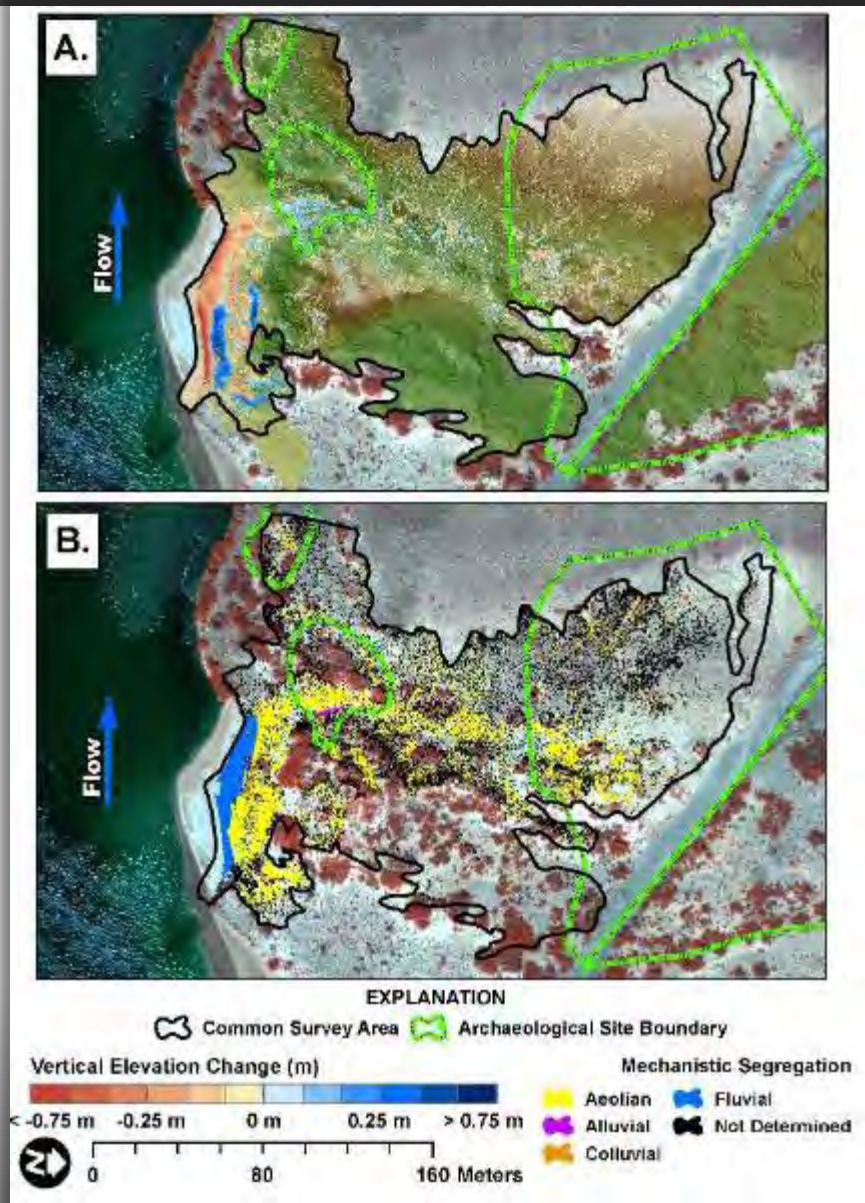 A.
Flow
B.
Flow
EXPLANATION
Common Survey Area Archaeological Site Boundary
Vertical Elevation Change (m) Mechanistic Segregation
< -0.75 m -0.25 m 0 m 0.25 m > 0.75 m
Aeolian Fluvial
Alluvial Not Determined
Colluvial
N
0 80 160 Meters